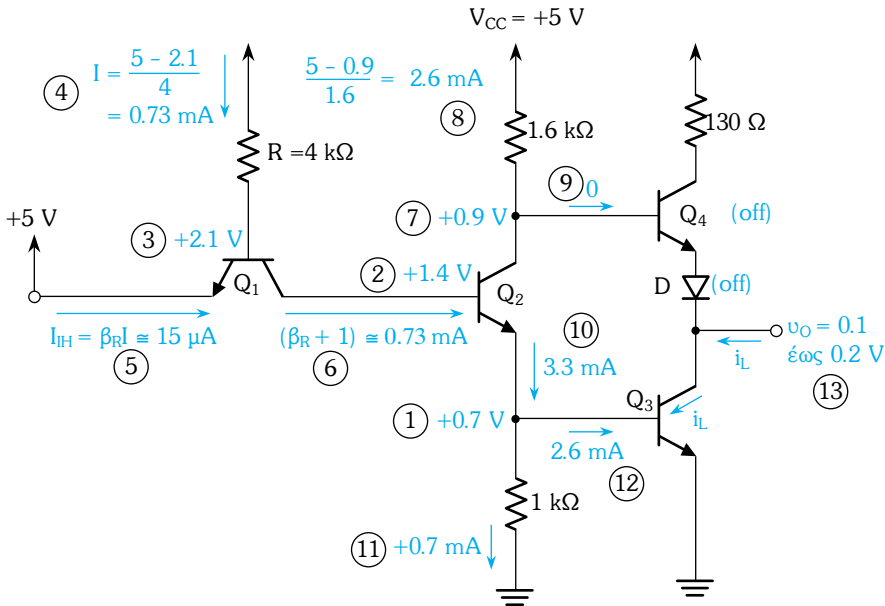 V_CC = +5 V
④ I = (5 – 2.1)/4
= 0.73 mA
(5 – 0.9)/1.6 = 2.6 mA
⑧
1.6 kΩ
130 Ω
R =4 kΩ
⑨ 0
+5 V
③ +2.1 V
⑦ +0.9 V
Q₄ (off)
② +1.4 V
Q₁
Q₂
D (off)
I_IH = β_R I ≅ 15 μA
(β_R + 1) ≅ 0.73 mA
⑩
υ_O = 0.1
έως 0.2 V
i_L
⑤
⑥
3.3 mA
⑬
Q₃
i_L
① +0.7 V
2.6 mA
⑫
1 kΩ
⑪ +0.7 mA